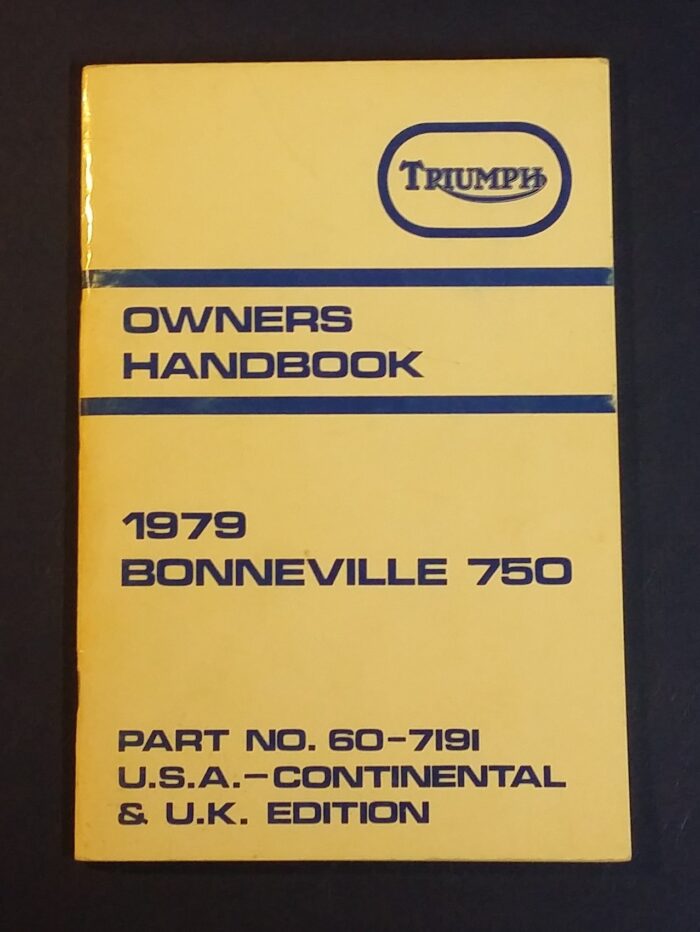 TRIUMPH
OWNERS
HANDBOOK
1979
BONNEVILLE 750
PART NO. 60-7191
U.S.A.-CONTINENTAL
& U.K. EDITION